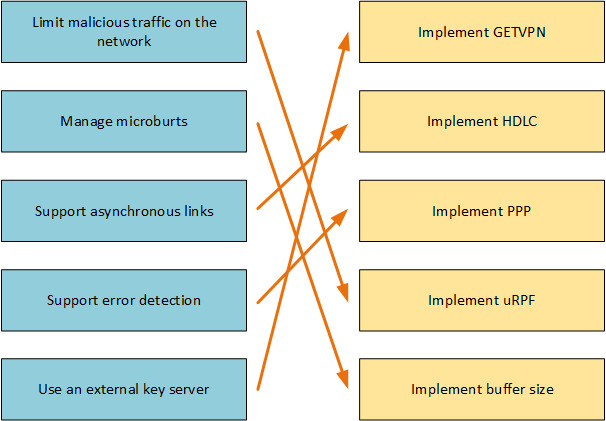 Limit malicious traffic on the
network
Implement GETVPN
Manage microburts
Implement HDLC
Support asynchronous links
Implement PPP
Support error detection
Implement uRPF
Use an external key server
Implement buffer size